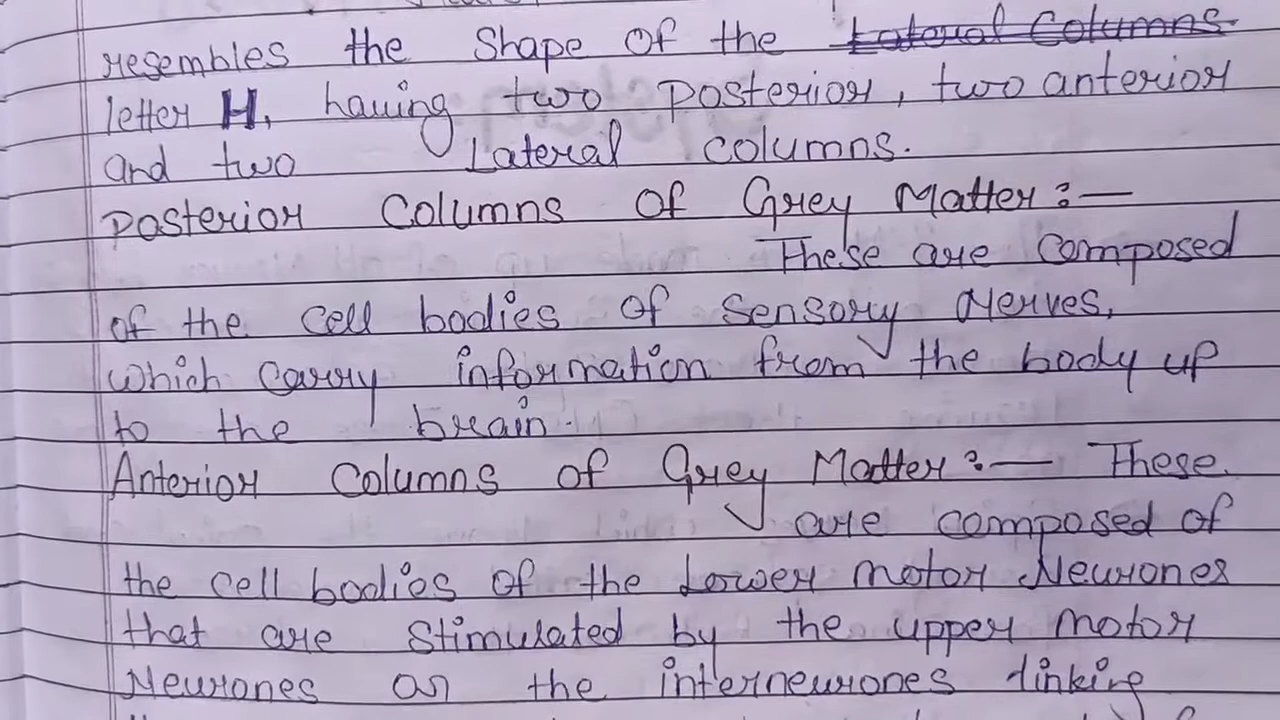 resembles the Shape of the Lateral Columns
letter H, having two posterior, two anterior
and two Lateral columns.
Posterior Columns of Grey Matter:—
These are composed
of the cell bodies of sensory Nerves,
which carry information from the body up
to the brain.
Anterior Columns of Grey Matter:— These
are composed of
the cell bodies of the Lower motor Neurones
that are stimulated by the upper motor
Neurones or the interneurones linking